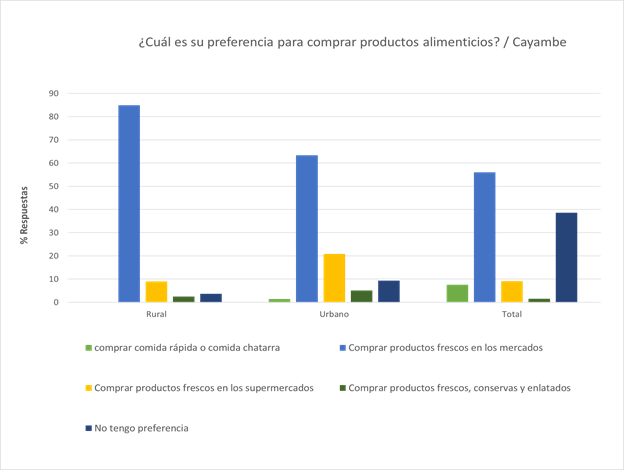 ¿Cuál es su preferencia para comprar productos alimenticios? / Cayambe
90
80
70
60
50
40
30
20
10
0
% Respuestas
Rural
Urbano
Total
comprar comida rápida o comida chatarra
Comprar productos frescos en los mercados
Comprar productos frescos en los supermercados
Comprar productos frescos, conservas y enlatados
No tengo preferencia